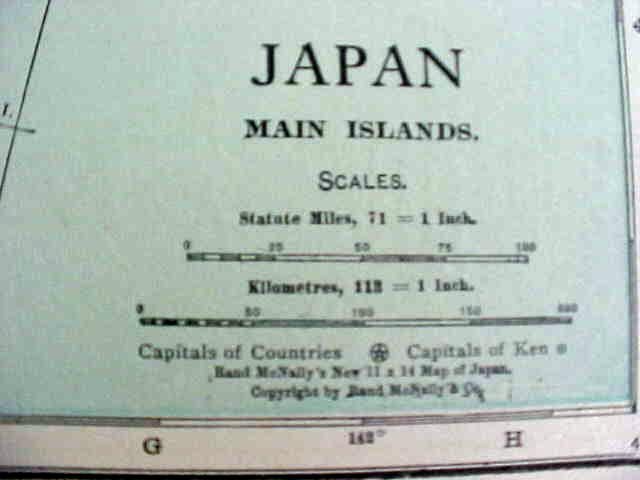 JAPAN
MAIN ISLANDS.
SCALES.
Statute Miles, 71 = 1 Inch.
0 25 50 75 100
Kilometres, 113 = 1 Inch.
0 50 100 150 200
Capitals of Countries Capitals of Ken
Rand McNally's New 11 x 14 Map of Japan.
Copyright by Rand McNally & Co.
G 142° H